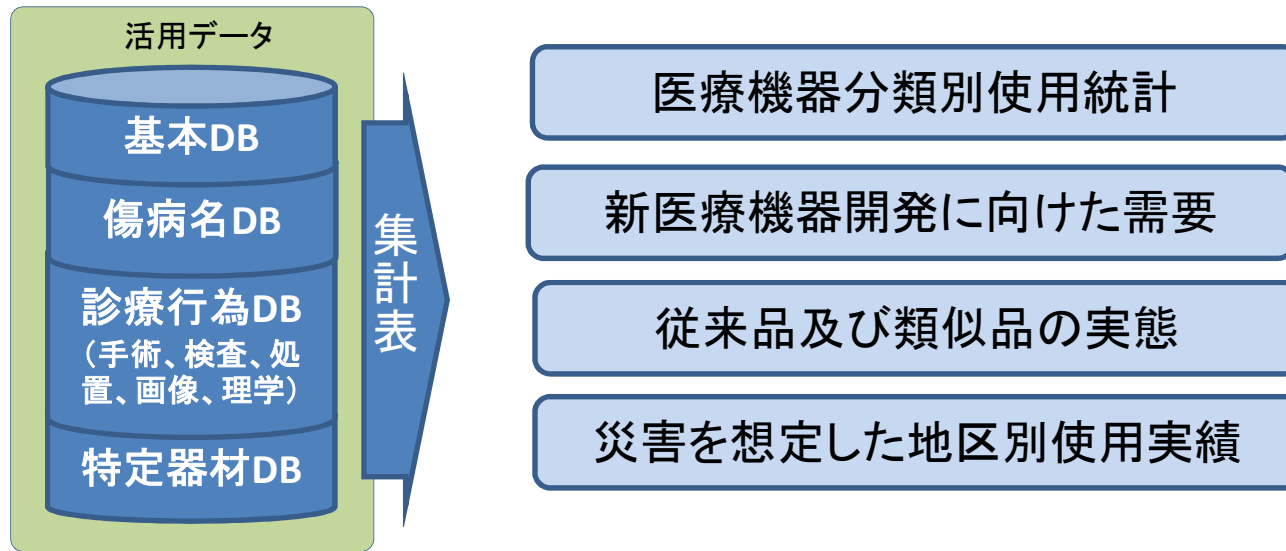 活用データ
基本DB
傷病名DB
診療行為DB
(手術、検査、処
置、画像、理学)
特定器材DB
集計表
医療機器分類別使用統計
新医療機器開発に向けた需要
従来品及び類似品の実態
災害を想定した地区別使用実績